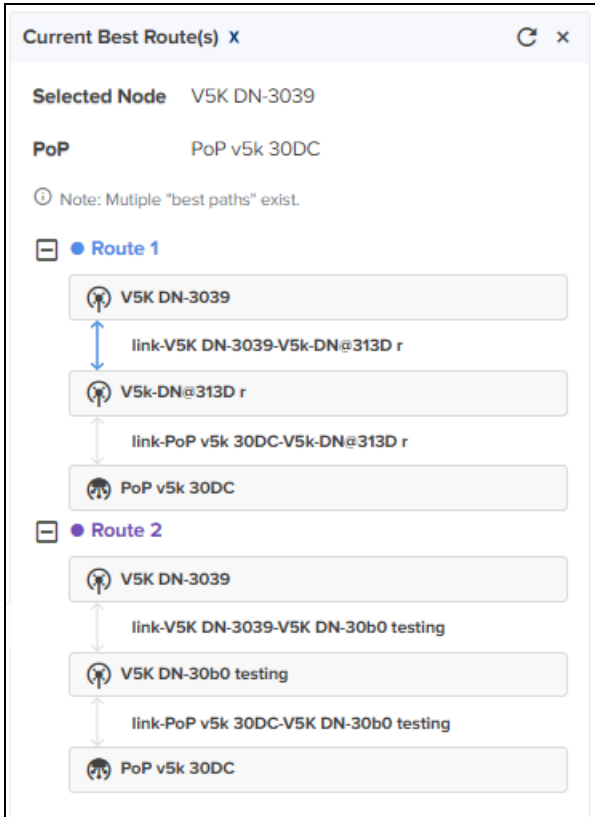 Current Best Route(s) x
Selected Node V5K DN-3039
PoP PoP v5k 30DC
Note: Mutiple "best paths" exist.
Route 1
V5K DN-3039
link-V5K DN-3039-V5k-DN@313D r
V5k-DN@313D r
link-PoP v5k 30DC-V5k-DN@313D r
PoP v5k 30DC
Route 2
V5K DN-3039
link-V5K DN-3039-V5K DN-30b0 testing
V5K DN-30b0 testing
link-PoP v5k 30DC-V5K DN-30b0 testing
PoP v5k 30DC